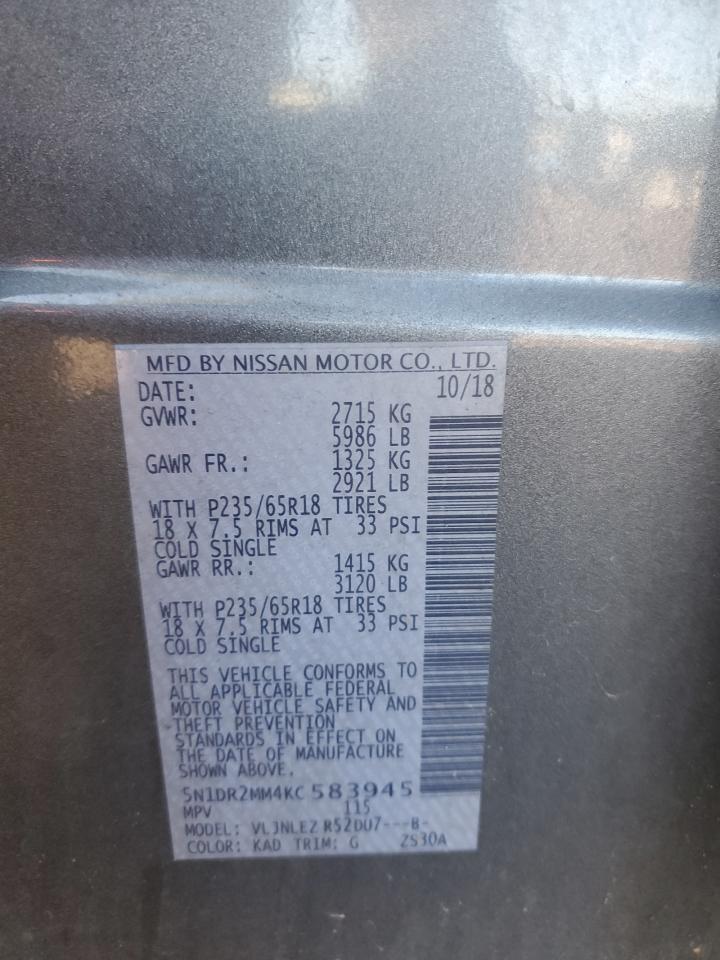 MFD BY NISSAN MOTOR CO., LTD.
DATE: 10/18
GVWR: 2715 KG
5986 LB
GAWR FR.: 1325 KG
2921 LB
WITH P235/65R18 TIRES
18 X 7.5 RIMS AT 33 PSI
COLD SINGLE
GAWR RR.: 1415 KG
3120 LB
WITH P235/65R18 TIRES
18 X 7.5 RIMS AT 33 PSI
COLD SINGLE
THIS VEHICLE CONFORMS TO
ALL APPLICABLE FEDERAL
MOTOR VEHICLE SAFETY AND
THEFT PREVENTION
STANDARDS IN EFFECT ON
THE DATE OF MANUFACTURE
SHOWN ABOVE.
5N1DR2MM4KC 583945
MPV 115
MODEL: VLJNLEZ R52DU7---B-
COLOR: KAD TRIM: G ZS30A